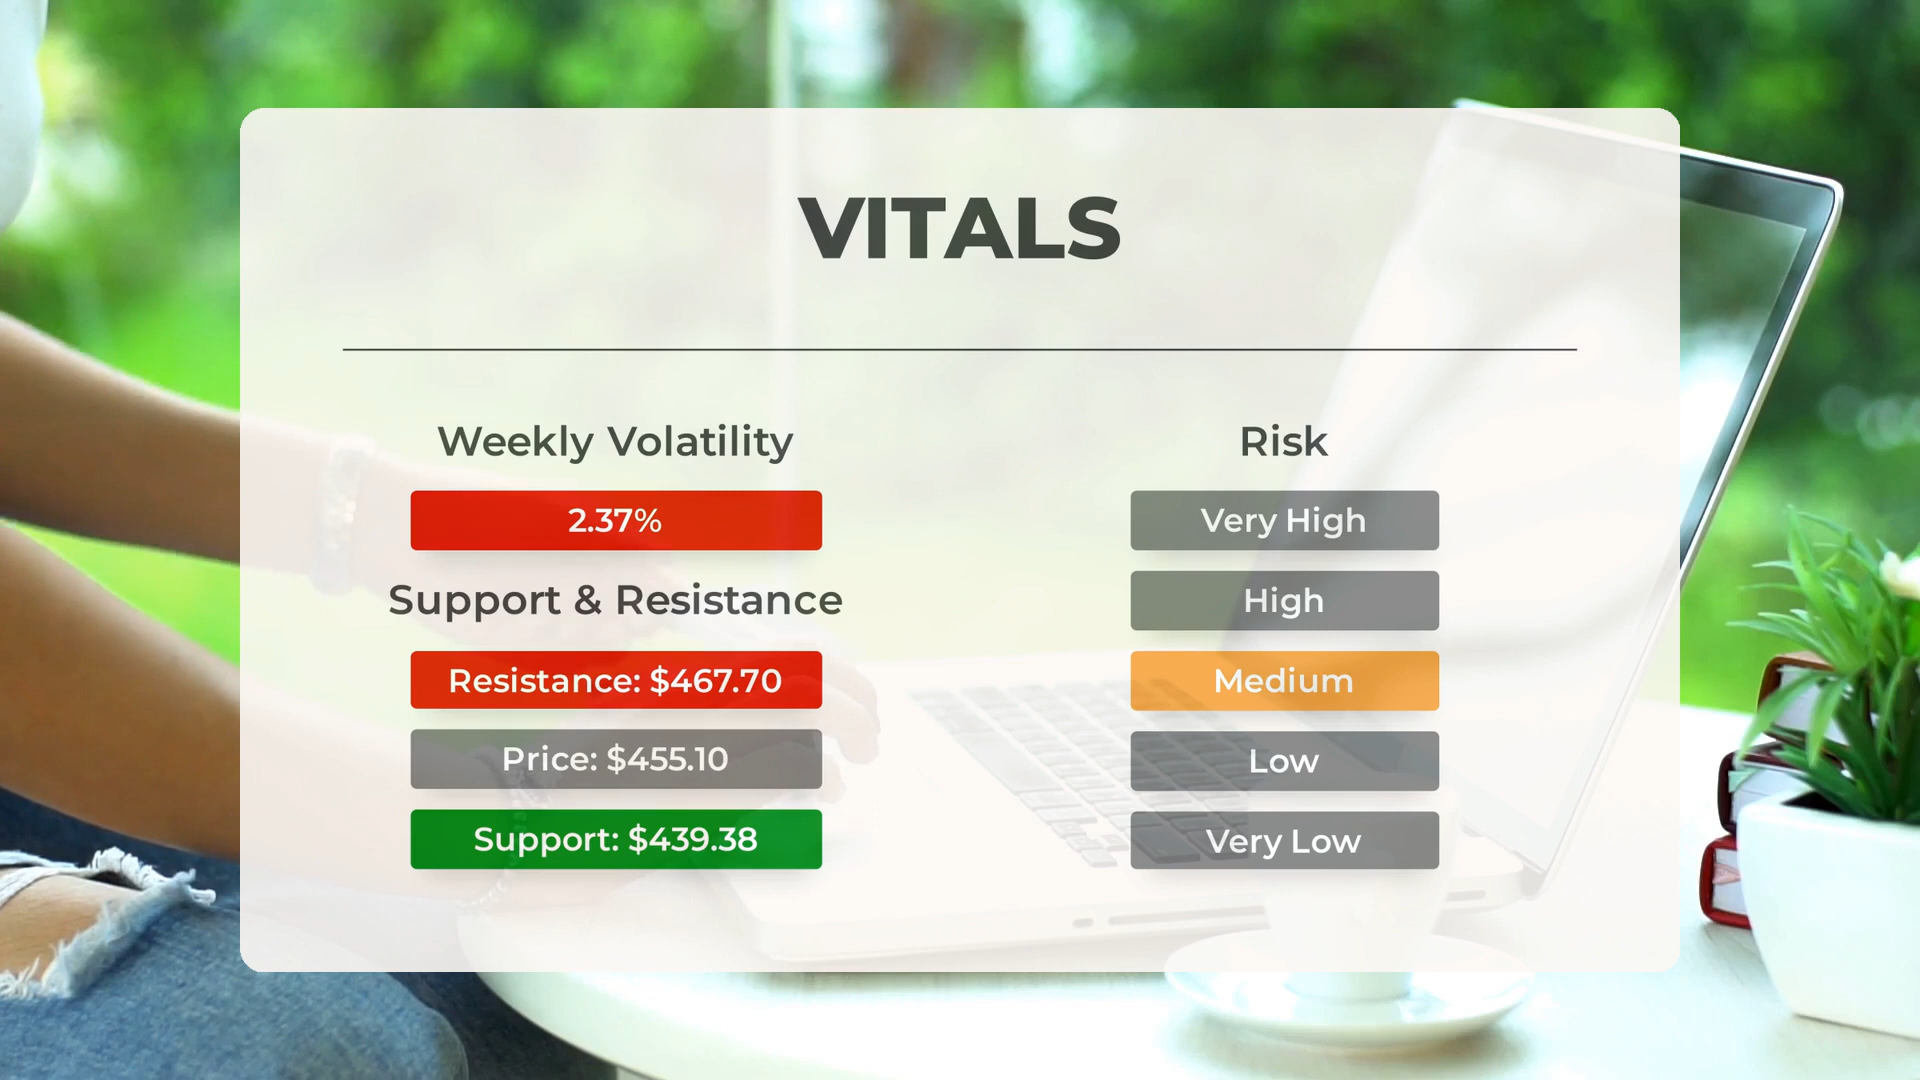 VITALS
Weekly Volatility
2.37%
Support & Resistance
Resistance: $467.70
Price: $455.10
Support: $439.38
Risk
Very High
High
Medium
Low
Very Low